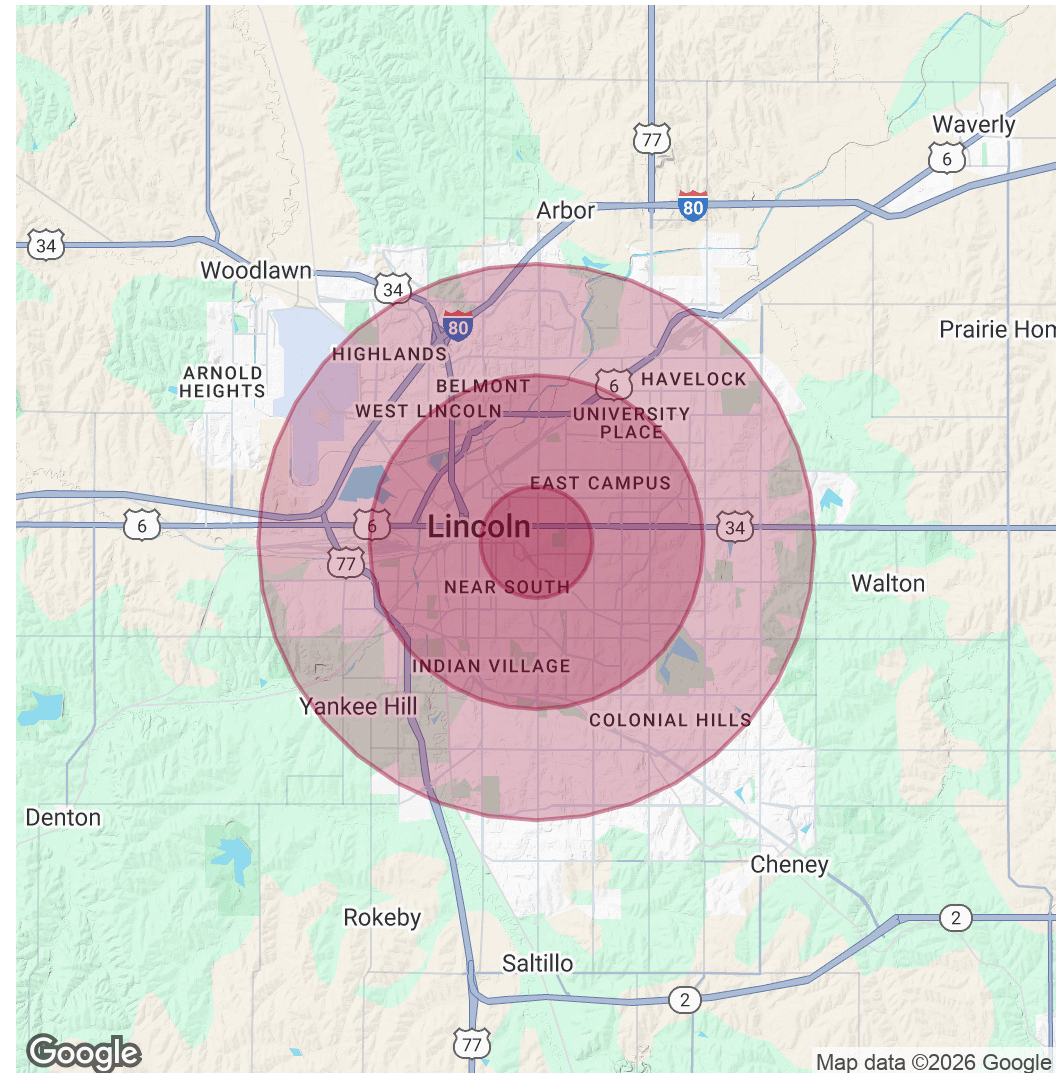 Waverly
77
6
Arbor
80
34
Woodlawn
34
80
Prairie Hom
HIGHLANDS
ARNOLD
HEIGHTS
BELMONT
6
HAVELOCK
WEST LINCOLN
UNIVERSITY
PLACE
EAST CAMPUS
6
6
Lincoln
34
77
NEAR SOUTH
Walton
INDIAN VILLAGE
Yankee Hill
COLONIAL HILLS
Denton
Cheney
Rokeby
2
Saltillo
2
77
Google
Map data ©2026 Google